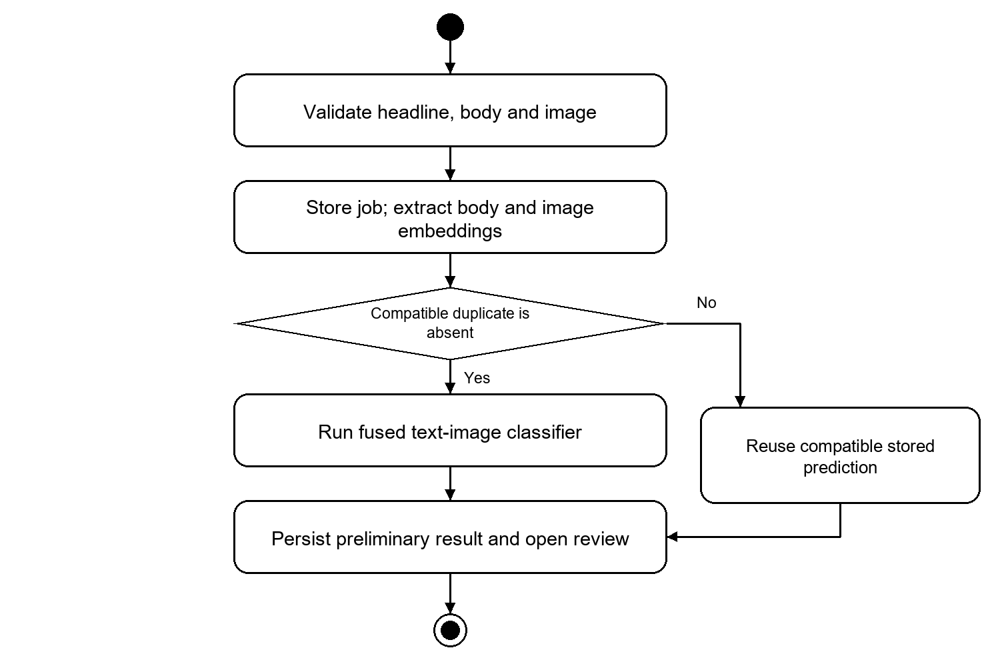 Validate headline, body and image
Store job; extract body and image
embeddings
Compatible duplicate is
absent
No
Yes
Run fused text-image classifier
Reuse compatible stored
prediction
Persist preliminary result and open review